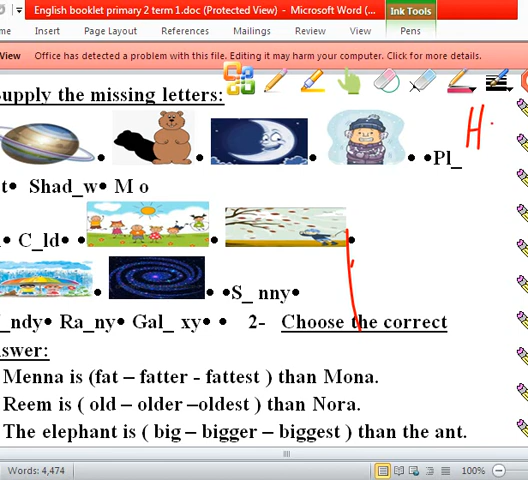 English booklet primary 2 term 1.doc (Protected View) - Microsoft Word (...
Ink Tools
Insert Page Layout References Mailings Review View Pens
View Office has detected a problem with this file. Editing it may harm your computer. Click for more details.
upply the missing letters:
H
• • • • •Pl_
t• Shad_w• M o
• C_ld • • •
• • •S_ nny•
_ndy• Ra_ny• Gal_ xy• • 2- Choose the correct
nswer:
Menna is (fat – fatter - fattest ) than Mona.
Reem is ( old – older –oldest ) than Nora.
The elephant is ( big – bigger – biggest ) than the ant.
Words: 4,474 100%